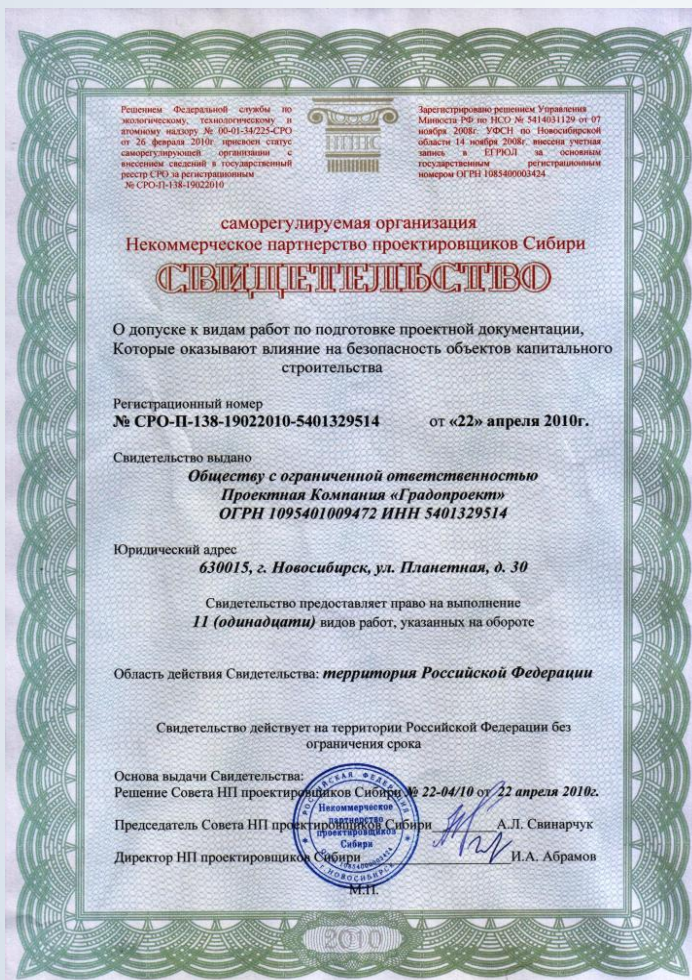 Решением Федеральной службы по
экологическому, технологическому и
атомному надзору № 00-01-34/225-СРО
от 26 февраля 2010г. присвоен статус
саморегулирующей организации с
внесением сведений в государственный
реестр СРО за регистрационным
№ СРО-П-138-19022010
НППС
Зарегистрировано решением Управления
Минюста РФ по НСО № 5414031129 от 07
ноября 2008г. УФСН по Новосибирской
области 14 ноября 2008г. внесена учетная
запись в ЕГРЮЛ за основным
государственным регистрационным
номером ОГРН 1085400003424
саморегулируемая организация
Некоммерческое партнерство проектировщиков Сибири
СВИДЕТЕЛЬСТВО
О допуске к видам работ по подготовке проектной документации,
Которые оказывают влияние на безопасность объектов капитального
строительства
Регистрационный номер
№ СРО-П-138-19022010-5401329514 от «22» апреля 2010г.
Свидетельство выдано
Обществу с ограниченной ответственностью
Проектная Компания «Градопроект»
ОГРН 1095401009472 ИНН 5401329514
Юридический адрес
630015, г. Новосибирск, ул. Планетная, д. 30
Свидетельство предоставляет право на выполнение
11 (одинадцати) видов работ, указанных на обороте
Область действия Свидетельства: территория Российской Федерации
Свидетельство действует на территории Российской Федерации без
ограничения срока
Основа выдачи Свидетельства:
Решение Совета НП проектировщиков Сибири № 22-04/10 от 22 апреля 2010г.
Председатель Совета НП проектировщиков Сибири А.Л. Свинарчук
Директор НП проектировщиков Сибири И.А. Абрамов
М.П.
РОССИЙСКАЯ ФЕДЕРАЦИЯ
Некоммерческое
партнерство
проектировщиков
Сибири
ОГРН 1085400003424
г. НОВОСИБИРСК
2010